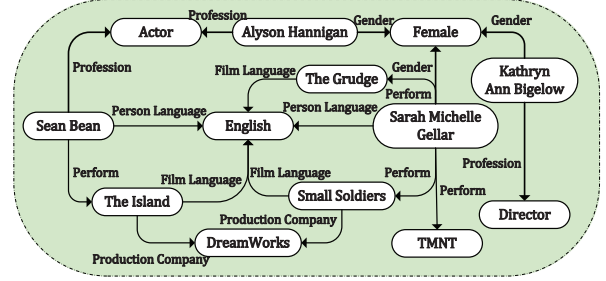 Profession
Gender
Gender
Actor
Alyson Hannigan
Female
Profession
Film Language
The Grudge
Gender
Kathryn
Ann Bigelow
Perform
Person Language
Person Language
Sean Bean
English
Sarah Michelle
Gellar
Profession
Perform
Film Language
Film Language
Perform
Perform
The Island
Small Soldiers
Production Company
Director
DreamWorks
TMNT
Production Company